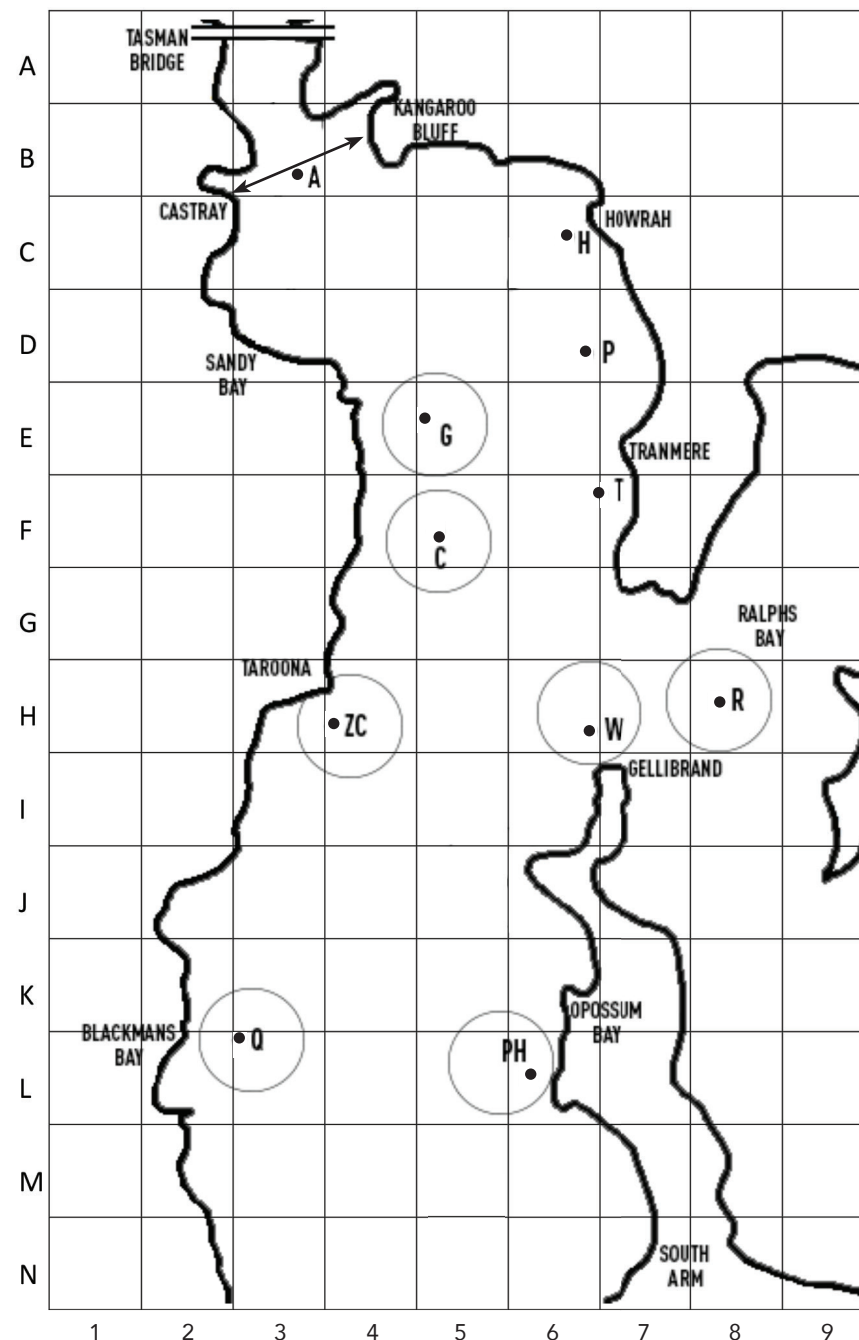 TASMAN
BRIDGE
A
KANGAROO
BLUFF
B
A
CASTRAY
HOWRAH
C
H
D
P
SANDY
BAY
E
G
TRANMERE
T
F
C
G
RALPHS
BAY
TAROONA
H
ZC
W
R
GELLIBRAND
I
J
K
OPOSSUM
BAY
BLACKMANS
BAY
Q
PH
L
M
SOUTH
ARM
N
1 2 3 4 5 6 7 8 9